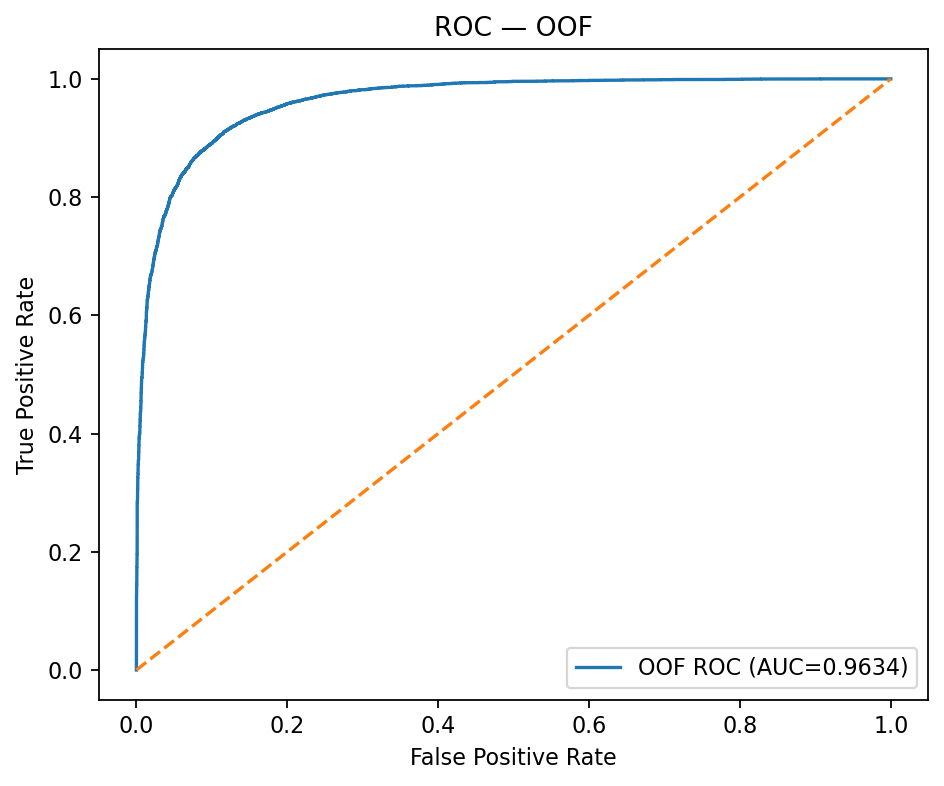 ROC — OOF
True Positive Rate
1.0
0.8
0.6
0.4
0.2
0.0
OOF ROC (AUC=0.9634)
0.0 0.2 0.4 0.6 0.8 1.0
False Positive Rate